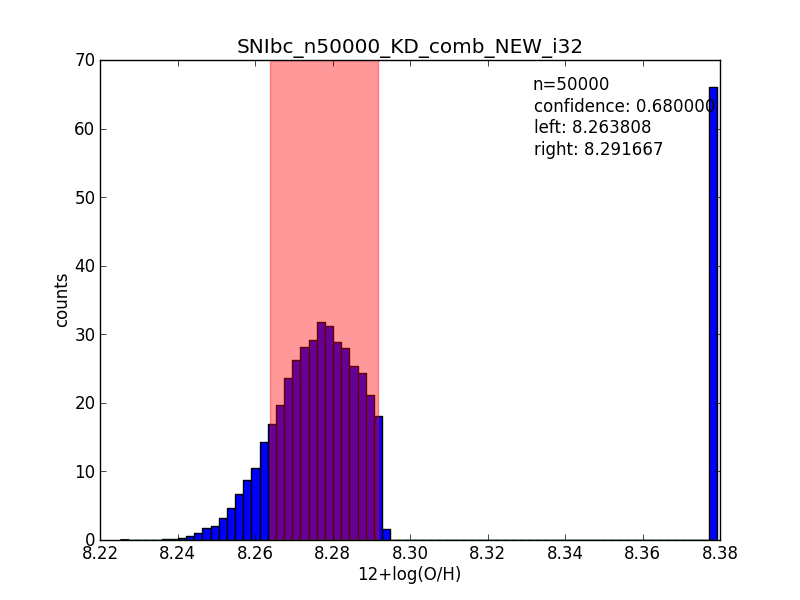 SNIbc_n50000_KD_comb_NEW_i32
70
60
50
40
30
20
10
0
counts
n=50000
confidence: 0.680000
left: 8.263808
right: 8.291667
8.22 8.24 8.26 8.28 8.30 8.32 8.34 8.36 8.38
12+log(O/H)